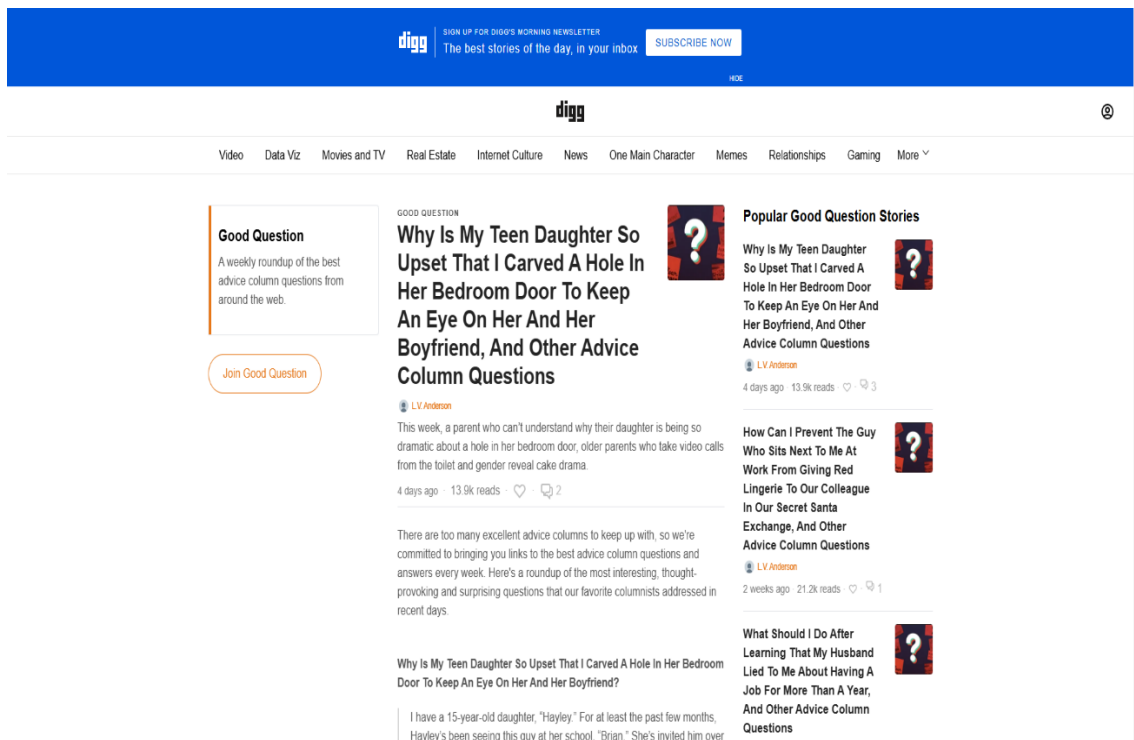 digg
SIGN UP FOR DIGG'S MORNING NEWSLETTER
The best stories of the day, in your inbox
SUBSCRIBE NOW
HIDE
digg
Video Data Viz Movies and TV Real Estate Internet Culture News One Main Character Memes Relationships Gaming More
Good Question
A weekly roundup of the best
advice column questions from
around the web.
Join Good Question
GOOD QUESTION
Why Is My Teen Daughter So
Upset That I Carved A Hole In
Her Bedroom Door To Keep
An Eye On Her And Her
Boyfriend, And Other Advice
Column Questions
L.V. Anderson
This week, a parent who can't understand why their daughter is being so
dramatic about a hole in her bedroom door, older parents who take video calls
from the toilet and gender reveal cake drama.
4 days ago · 13.9k reads · · 2
There are too many excellent advice columns to keep up with, so we're
committed to bringing you links to the best advice column questions and
answers every week. Here's a roundup of the most interesting, thought-
provoking and surprising questions that our favorite columnists addressed in
recent days.
Why Is My Teen Daughter So Upset That I Carved A Hole In Her Bedroom
Door To Keep An Eye On Her And Her Boyfriend?
I have a 15-year-old daughter, "Hayley." For at least the past few months,
Hayley's been seeing this guy at her school, "Brian." She's invited him over
Popular Good Question Stories
Why Is My Teen Daughter
So Upset That I Carved A
Hole In Her Bedroom Door
To Keep An Eye On Her And
Her Boyfriend, And Other
Advice Column Questions
L.V. Anderson
4 days ago · 13.9k reads · · 3
How Can I Prevent The Guy
Who Sits Next To Me At
Work From Giving Red
Lingerie To Our Colleague
In Our Secret Santa
Exchange, And Other
Advice Column Questions
L.V. Anderson
2 weeks ago · 21.2k reads · · 1
What Should I Do After
Learning That My Husband
Lied To Me About Having A
Job For More Than A Year,
And Other Advice Column
Questions